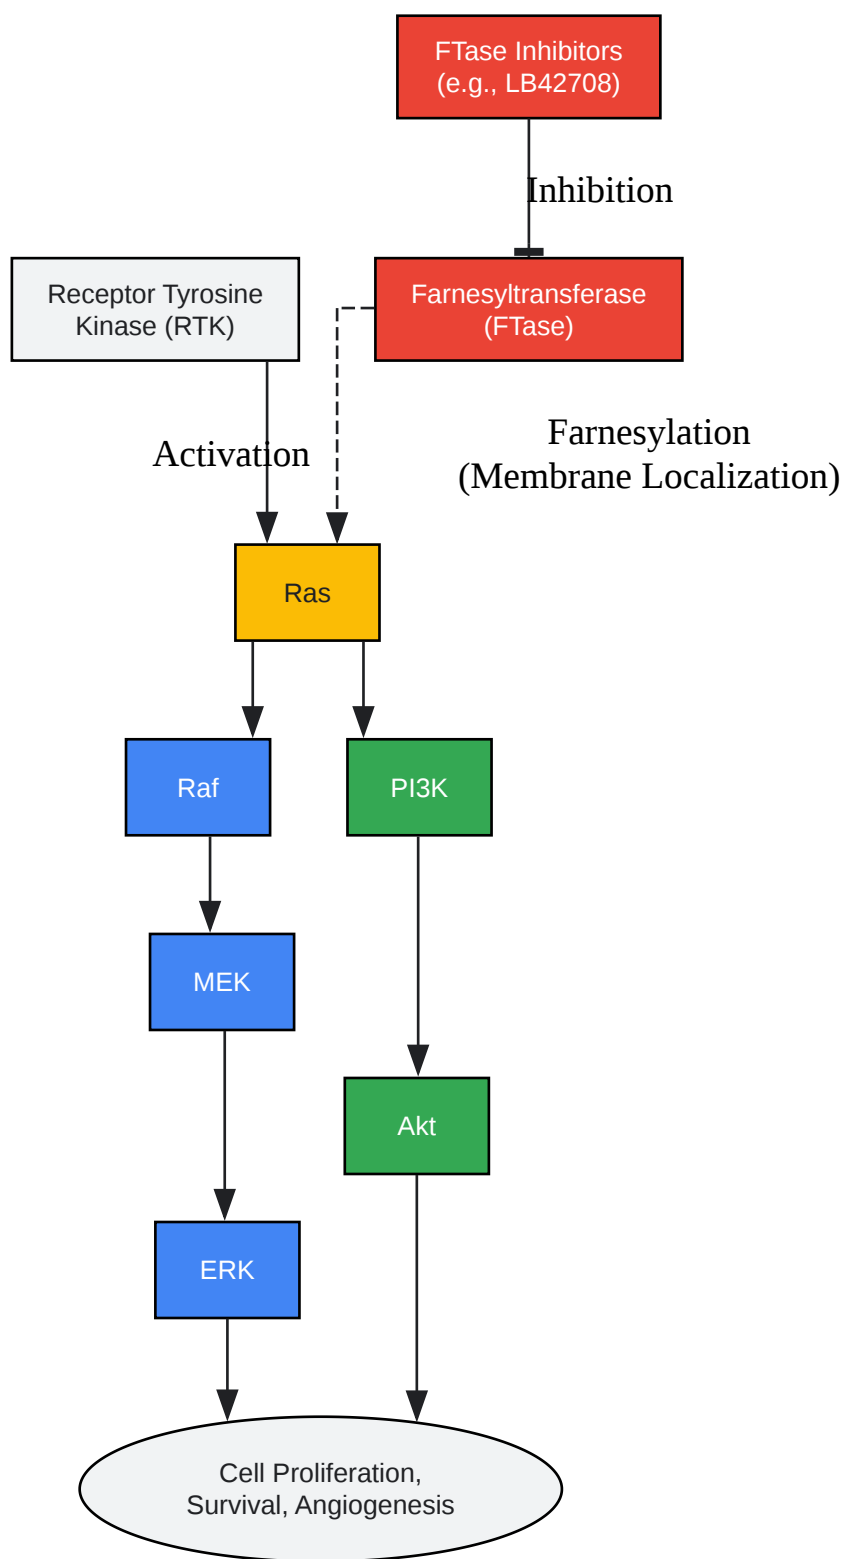 FTase Inhibitors
(e.g., LB42708)
Inhibition
Receptor Tyrosine
Kinase (RTK)
Farnesyltransferase
(FTase)
Activation
Farnesylation
(Membrane Localization)
Ras
Raf
PI3K
MEK
Akt
ERK
Cell Proliferation,
Survival, Angiogenesis